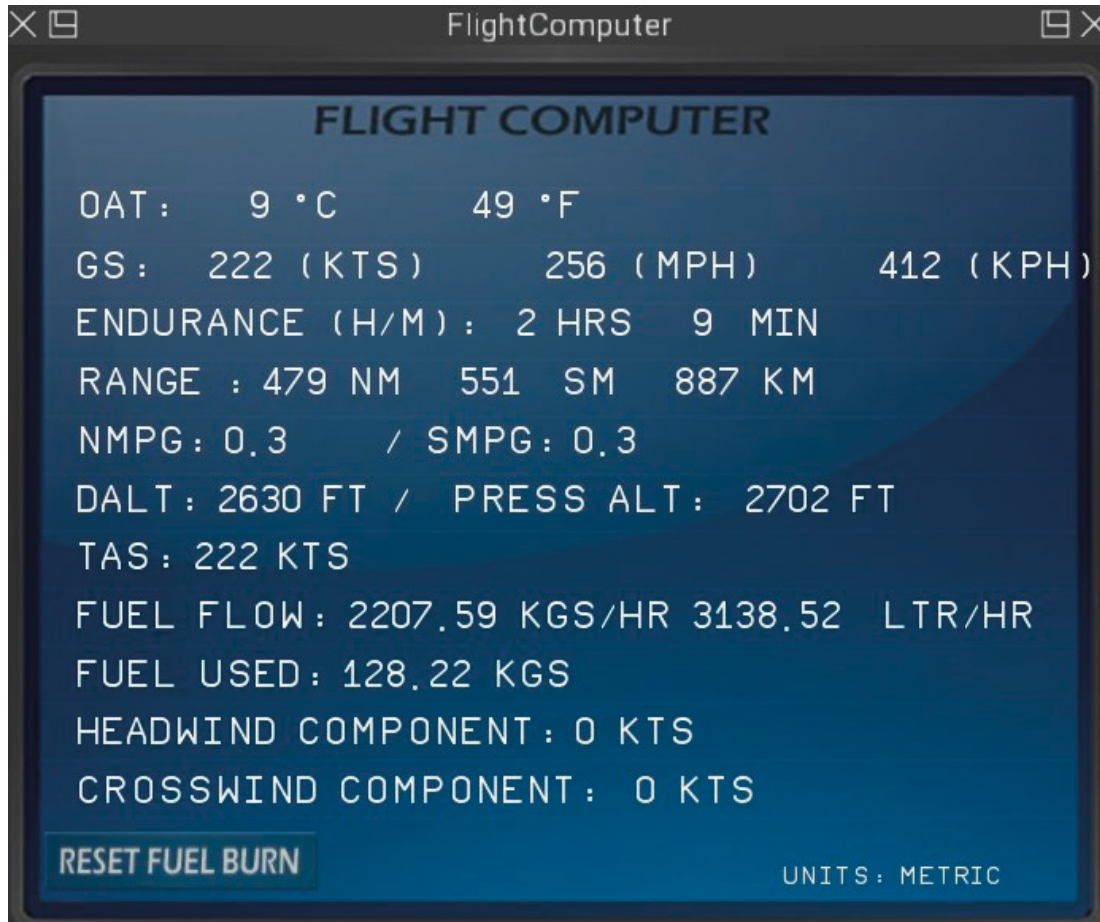 FlightComputer
FLIGHT COMPUTER
OAT: 9 °C 49 °F
GS: 222 (KTS) 256 (MPH) 412 (KPH)
ENDURANCE (H/M): 2 HRS 9 MIN
RANGE : 479 NM 551 SM 887 KM
NMPG: 0.3 / SMPG: 0.3
DALT: 2630 FT / PRESS ALT: 2702 FT
TAS: 222 KTS
FUEL FLOW: 2207.59 KGS/HR 3138.52 LTR/HR
FUEL USED: 128.22 KGS
HEADWIND COMPONENT: 0 KTS
CROSSWIND COMPONENT: 0 KTS
RESET FUEL BURN
UNITS: METRIC